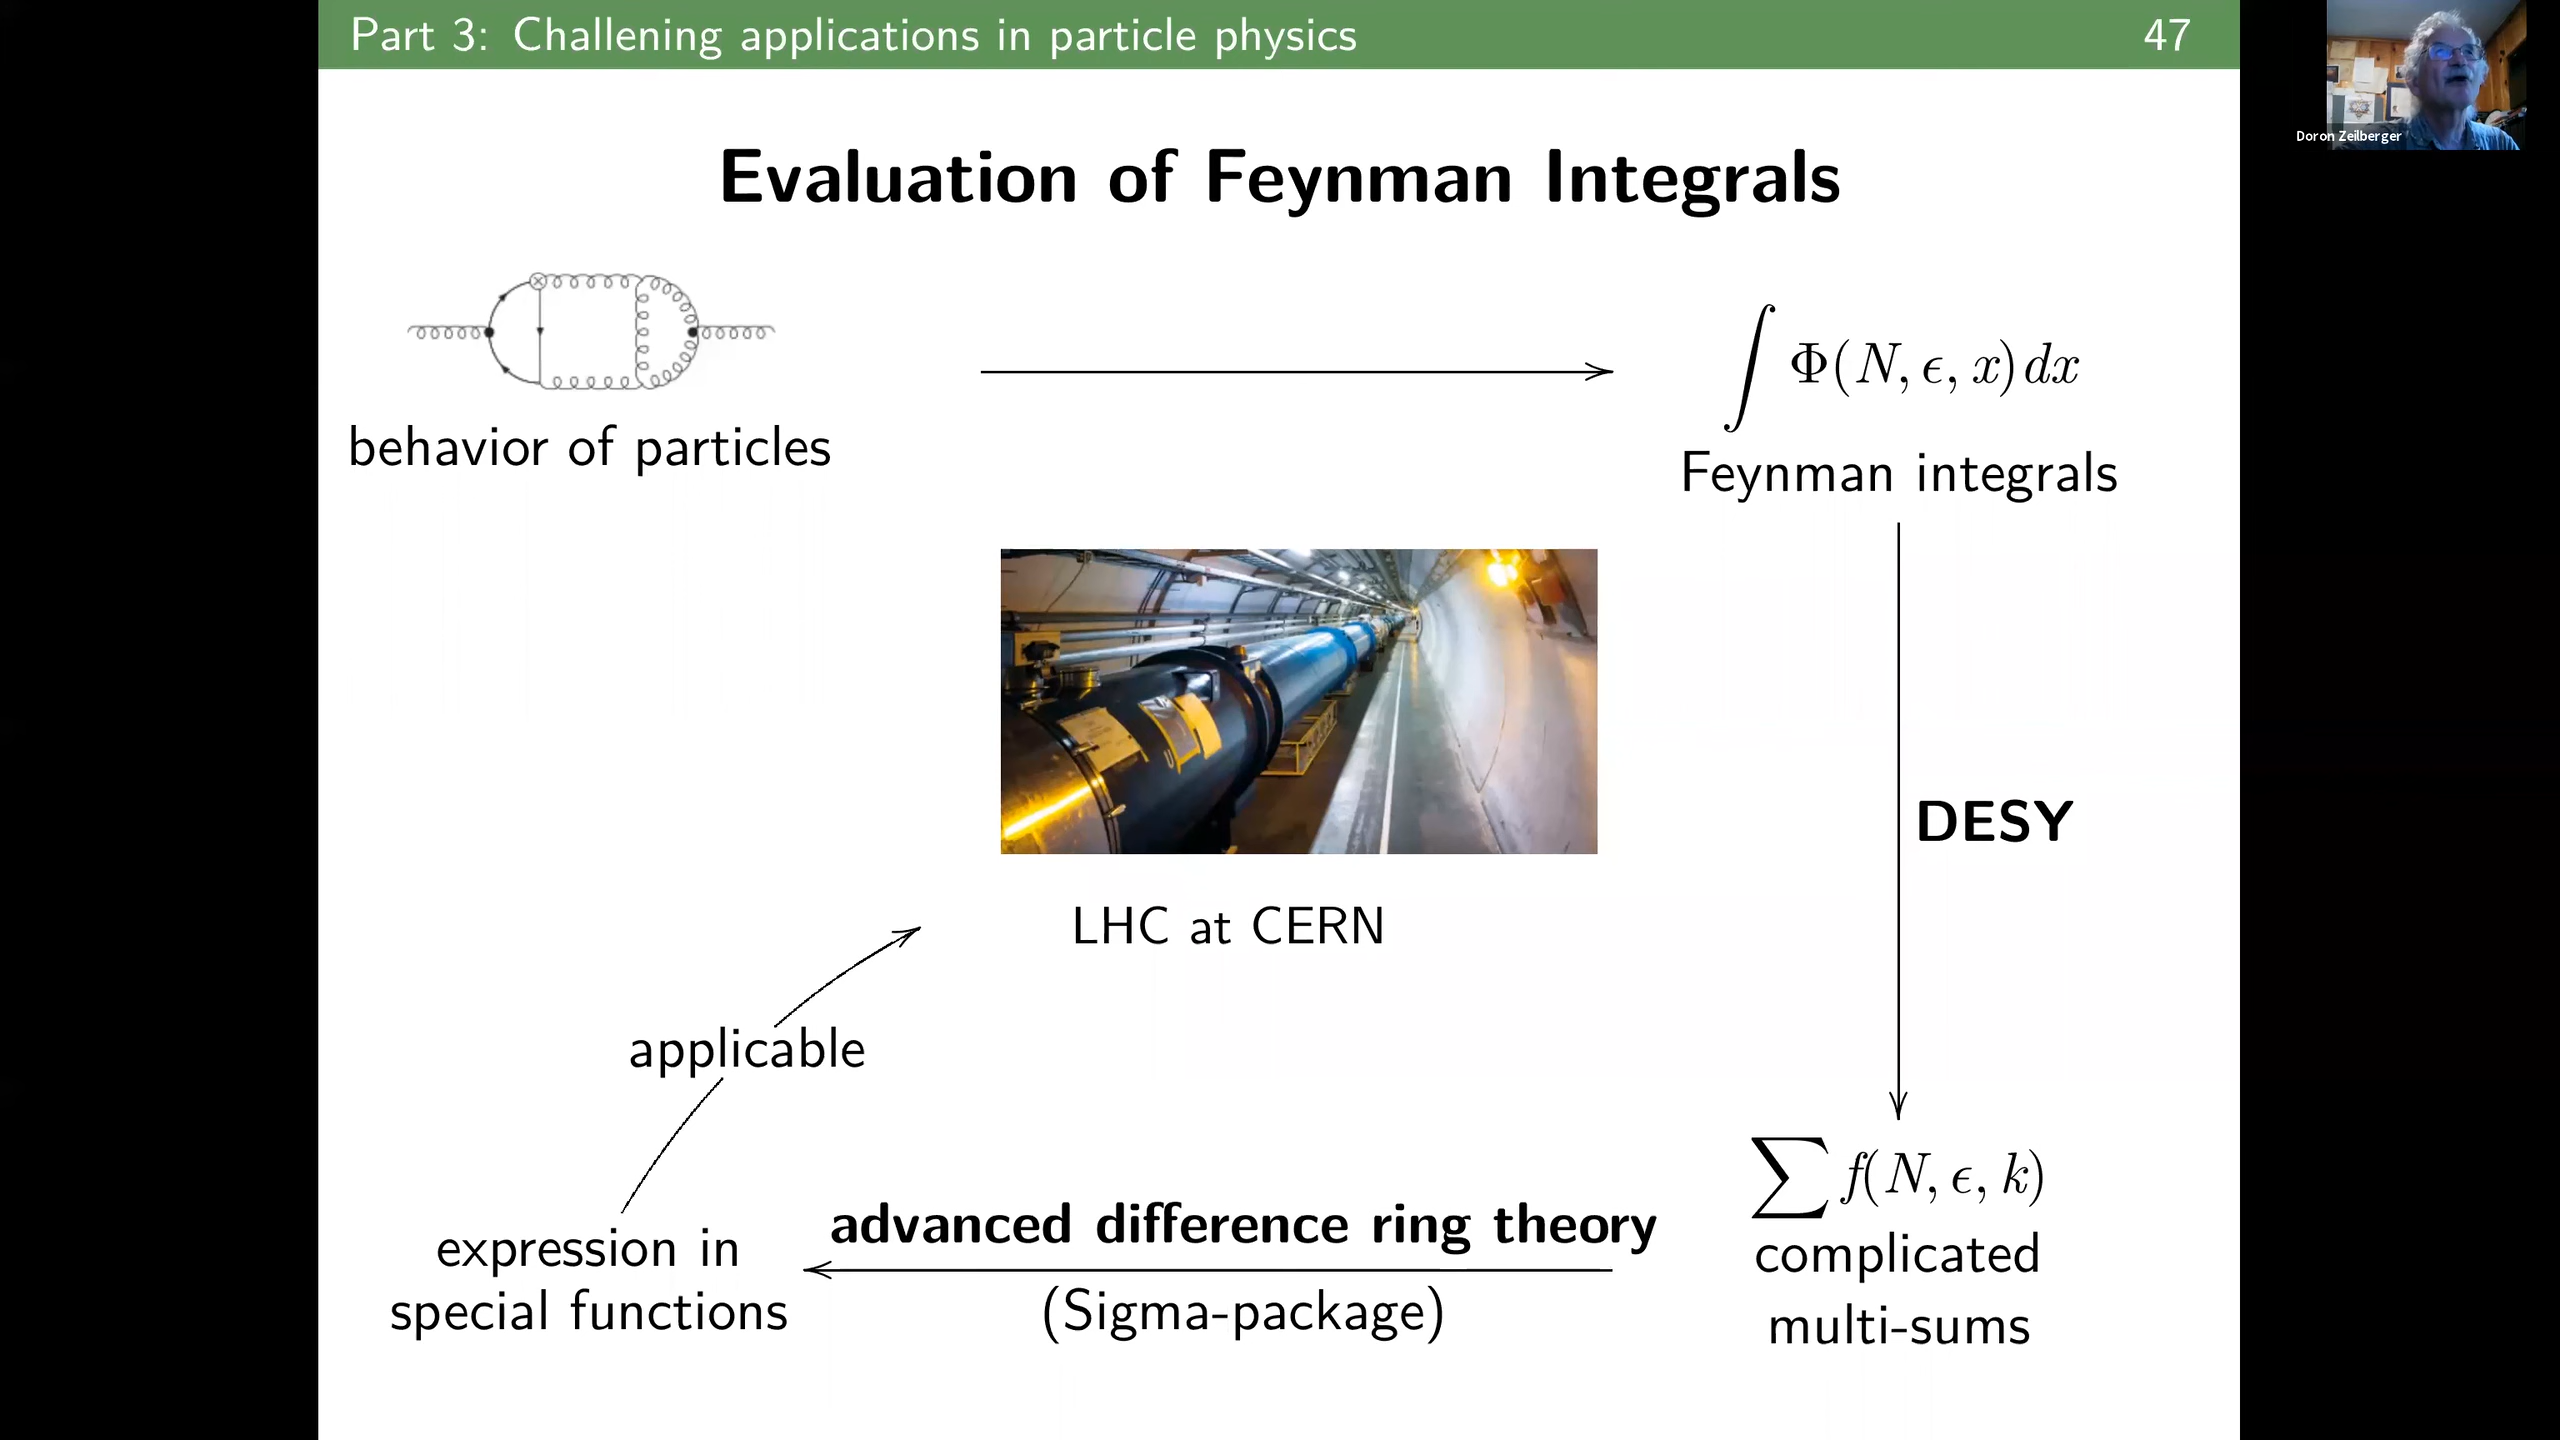 Part 3: Challening applications in particle physics 47
Doron Zeilberger
Evaluation of Feynman Integrals
behavior of particles
∫ Φ(N, ϵ, x)dx
Feynman integrals
DESY
LHC at CERN
applicable
∑ f(N, ϵ, k)
complicated
multi-sums
advanced difference ring theory
(Sigma-package)
expression in
special functions